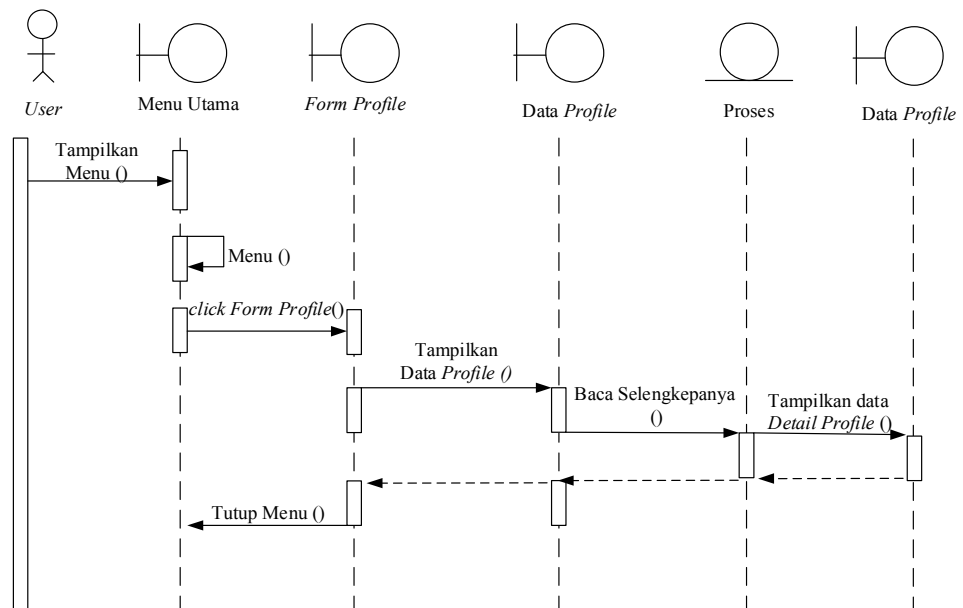 User
Menu Utama
Form Profile
Data Profile
Proses
Data Profile
Tampilkan
Menu ()
Menu ()
click Form Profile()
Tampilkan
Data Profile ()
Baca Selengkepanya
()
Tampilkan data
Detail Profile ()
Tutup Menu ()